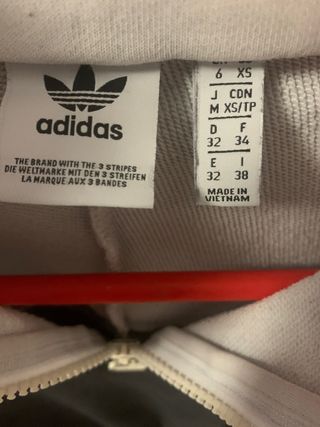 adidas
THE BRAND WITH THE 3 STRIPES
DIE WELTMARKE MIT DEN 3 STREIFEN
LA MARQUE AUX 3 BANDES
6 XS
J CDN
M XS/TP
D F
32 34
E I
32 38
MADE IN
VIETNAM